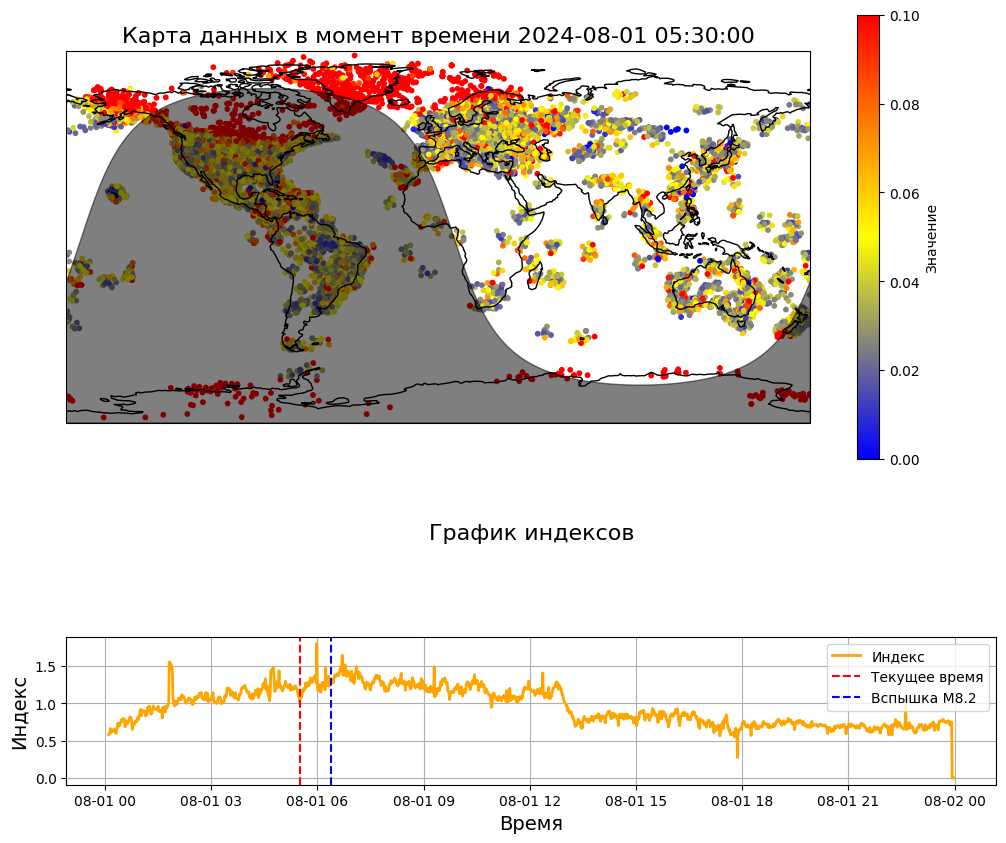 Карта данных в момент времени 2024-08-01 05:30:00
0.10
0.08
0.06
0.04
0.02
0.00
Значение
График индексов
Индекс
1.5
1.0
0.5
0.0
Индекс
Текущее время
Вспышка M8.2
08-01 00
08-01 03
08-01 06
08-01 09
08-01 12
08-01 15
08-01 18
08-01 21
08-02 00
Время